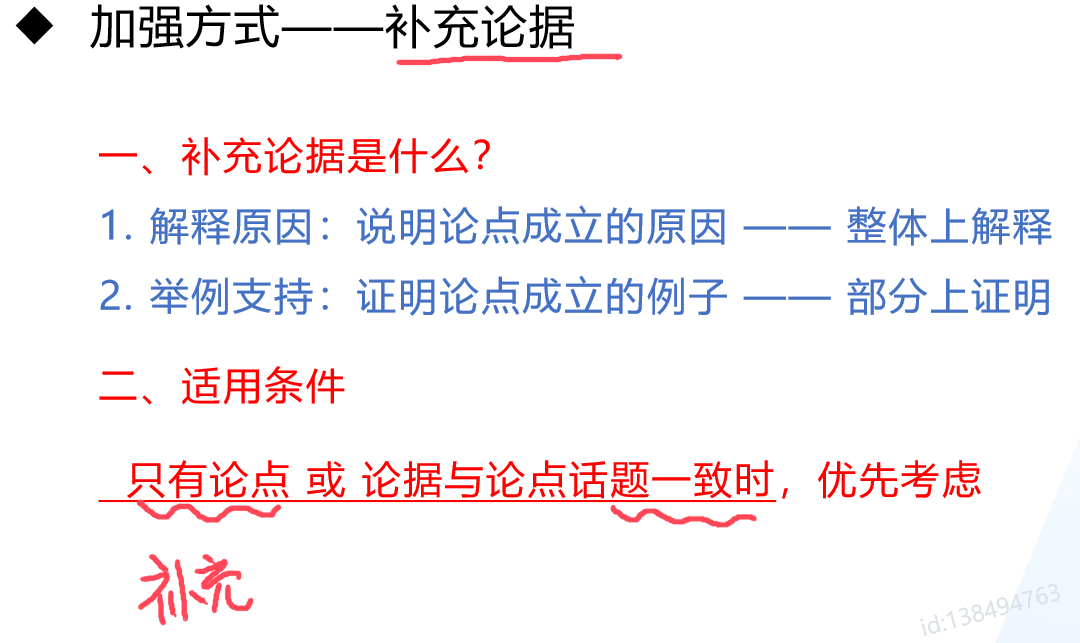 ◆ 加强方式——补充论据
一、补充论据是什么？
1. 解释原因：说明论点成立的原因 —— 整体上解释
2. 举例支持：证明论点成立的例子 —— 部分上证明
二、适用条件
只有论点 或 论据与论点话题一致时，优先考虑
补充
id:138494763